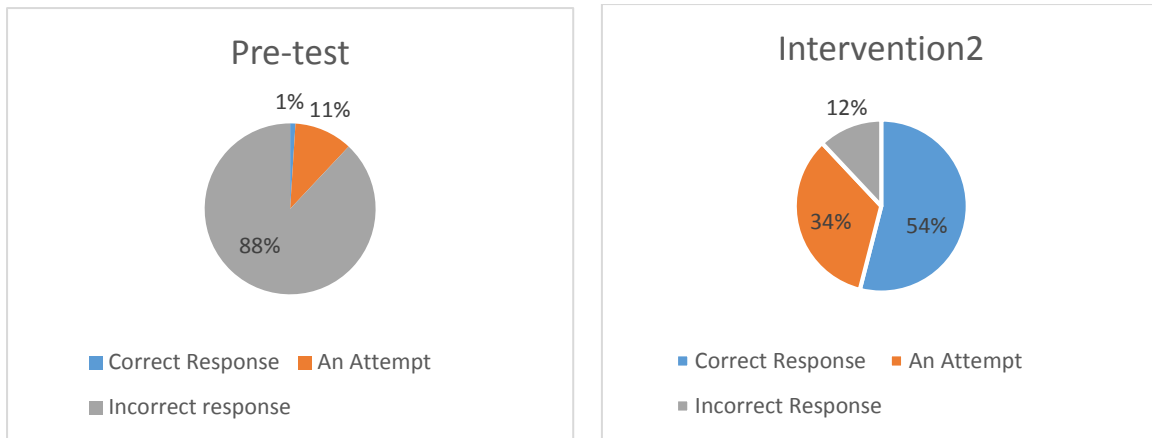 Pre-test
1% 11%
88%
Correct Response An Attempt
Incorrect response
Intervention2
12%
34% 54%
Correct Response An Attempt
Incorrect Response